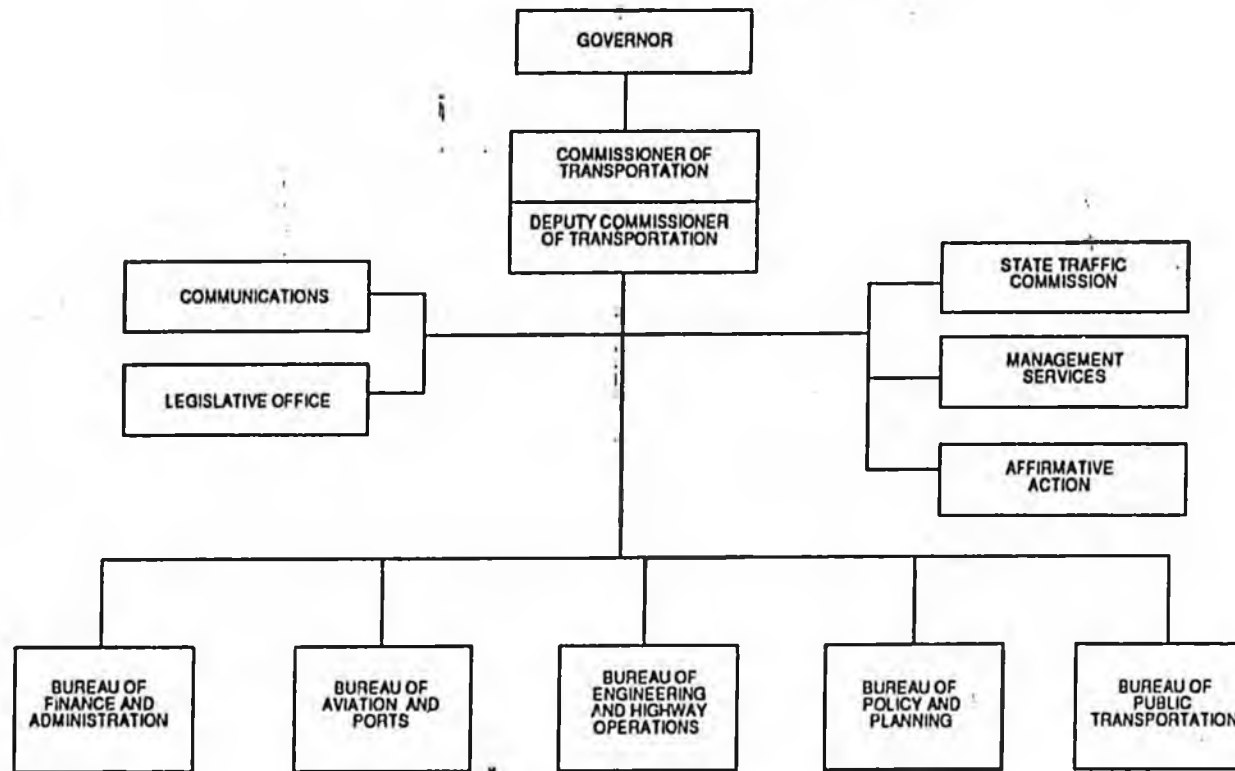 GOVERNOR
COMMISSIONER OF
TRANSPORTATION
DEPUTY COMMISSIONER
OF TRANSPORTATION
COMMUNICATIONS
LEGISLATIVE OFFICE
STATE TRAFFIC
COMMISSION
MANAGEMENT
SERVICES
AFFIRMATIVE
ACTION
BUREAU OF
FINANCE AND
ADMINISTRATION
BUREAU OF
AVIATION AND
PORTS
BUREAU OF
ENGINEERING
AND HIGHWAY
OPERATIONS
BUREAU OF
POLICY AND
PLANNING
BUREAU OF
PUBLIC
TRANSPORTATION